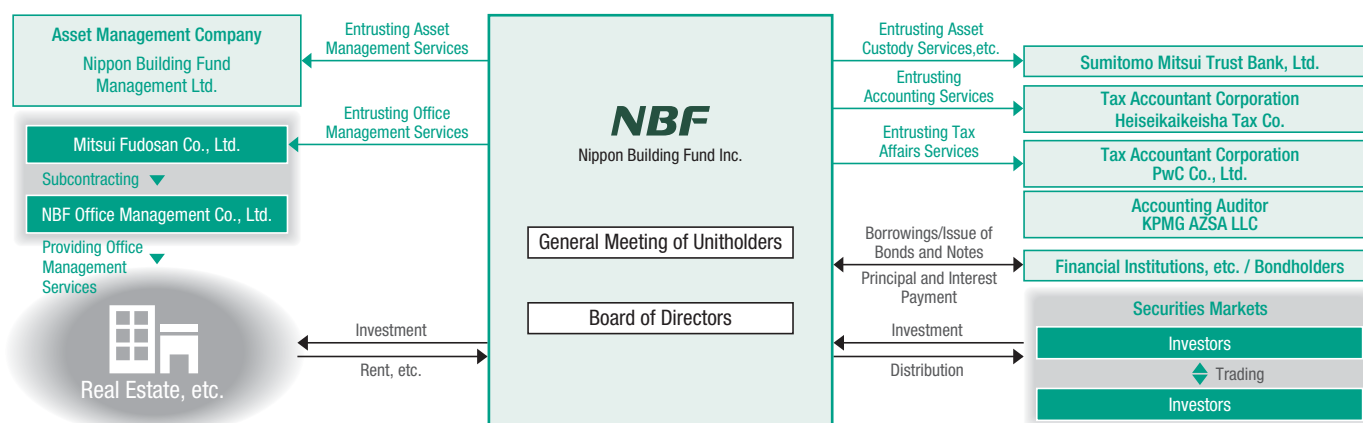 Asset Management Company
Nippon Building Fund
Management Ltd.
Entrusting Asset
Management Services
Entrusting Office
Management Services
Mitsui Fudosan Co., Ltd.
Subcontracting
NBF Office Management Co., Ltd.
Providing Office
Management
Services
Real Estate, etc.
Investment
Rent, etc.
NBF
Nippon Building Fund Inc.
General Meeting of Unitholders
Board of Directors
Entrusting Asset
Custody Services,etc.
Entrusting
Accounting Services
Entrusting Tax
Affairs Services
Borrowings/Issue of
Bonds and Notes
Principal and Interest
Payment
Investment
Distribution
Sumitomo Mitsui Trust Bank, Ltd.
Tax Accountant Corporation
Heiseikaikeisha Tax Co.
Tax Accountant Corporation
PwC Co., Ltd.
Accounting Auditor
KPMG AZSA LLC
Financial Institutions, etc. / Bondholders
Securities Markets
Investors
Trading
Investors